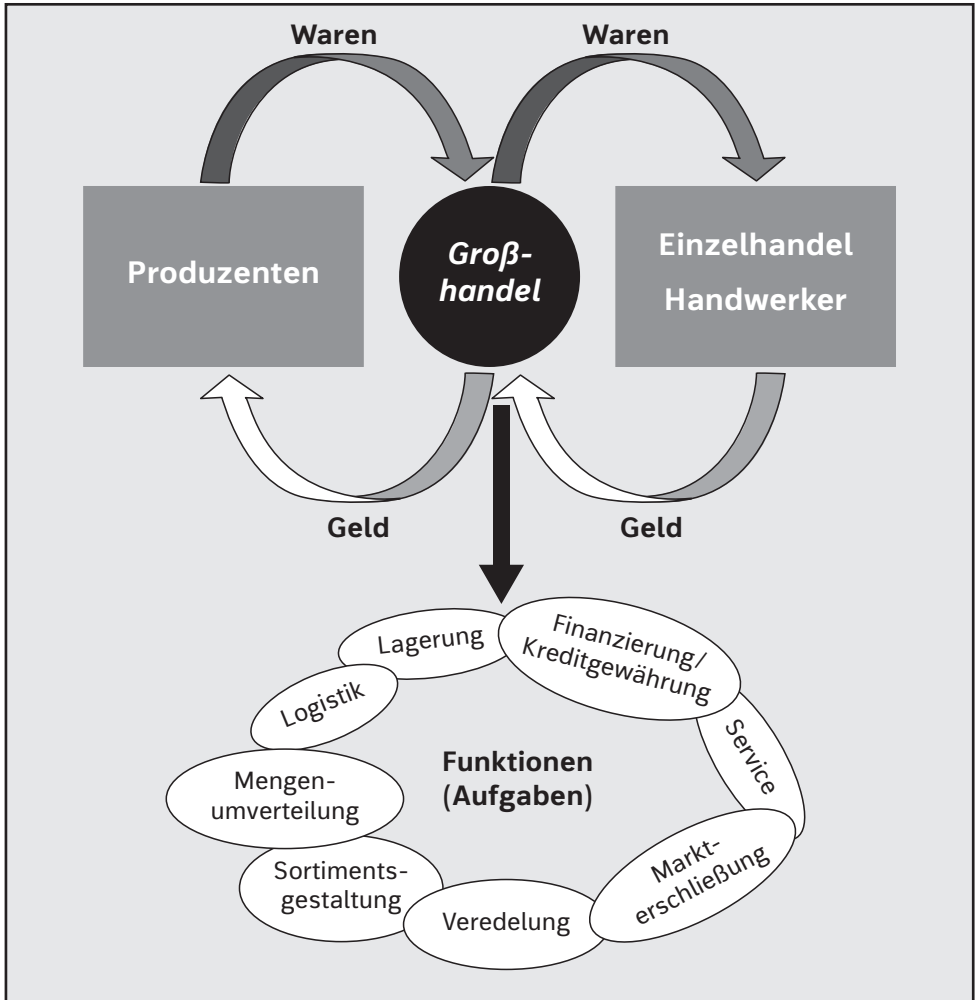 Waren
Waren
Produzenten
Groß-
handel
Einzelhandel
Handwerker
Geld
Geld
Lagerung
Finanzierung/
Kreditgewährung
Logistik
Service
Funktionen
(Aufgaben)
Mengen-
umverteilung
Markt-
erschließung
Sortiments-
gestaltung
Veredelung